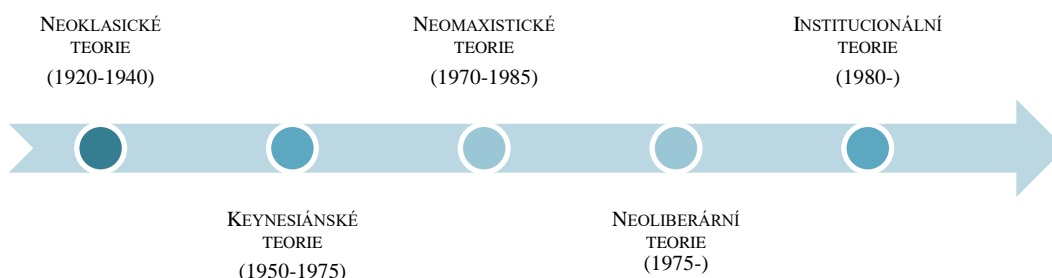 NEOKLASICKÉ
TEORIE
(1920-1940)
NEOMAXISTICKÉ
TEORIE
(1970-1985)
INSTITUCIONÁLNÍ
TEORIE
(1980-)
KEYNESIÁNSKÉ
TEORIE
(1950-1975)
NEOLIBERÁRNÍ
TEORIE
(1975-)